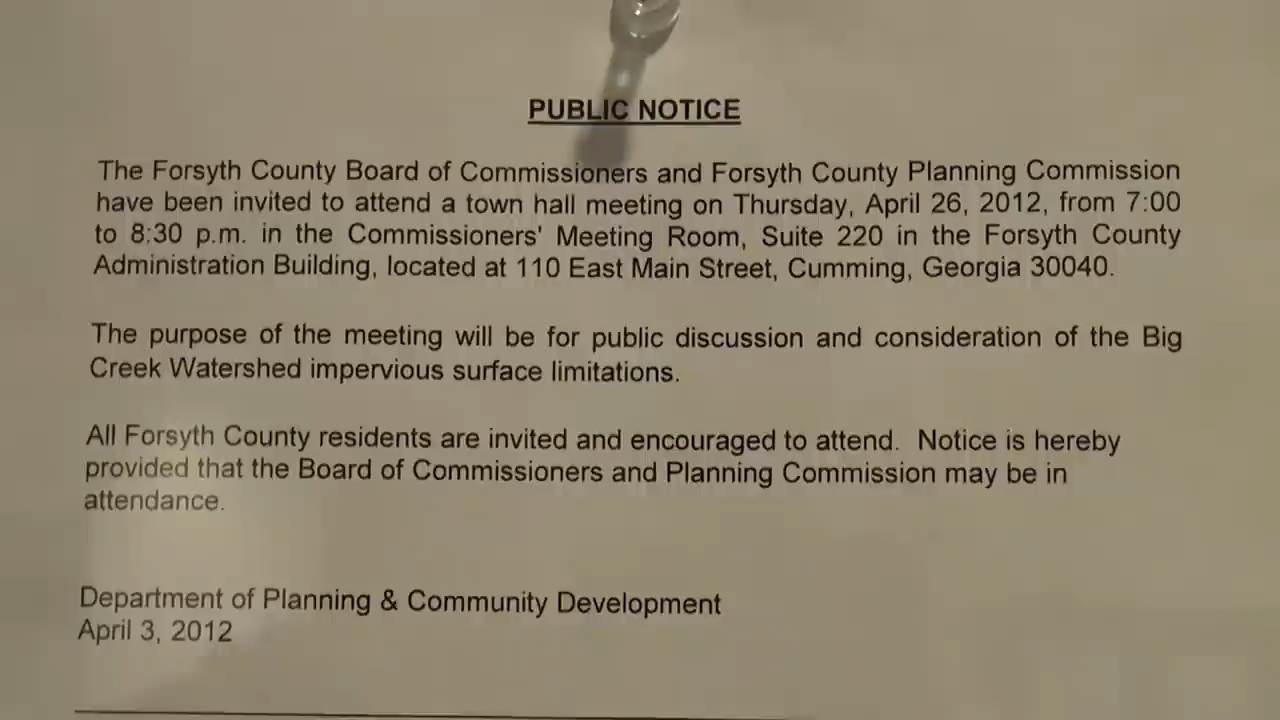 PUBLIC NOTICE
The Forsyth County Board of Commissioners and Forsyth County Planning Commission
have been invited to attend a town hall meeting on Thursday, April 26, 2012, from 7:00
to 8:30 p.m. in the Commissioners' Meeting Room, Suite 220 in the Forsyth County
Administration Building, located at 110 East Main Street, Cumming, Georgia 30040.
The purpose of the meeting will be for public discussion and consideration of the Big
Creek Watershed impervious surface limitations.
All Forsyth County residents are invited and encouraged to attend. Notice is hereby
provided that the Board of Commissioners and Planning Commission may be in
attendance.
Department of Planning & Community Development
April 3, 2012